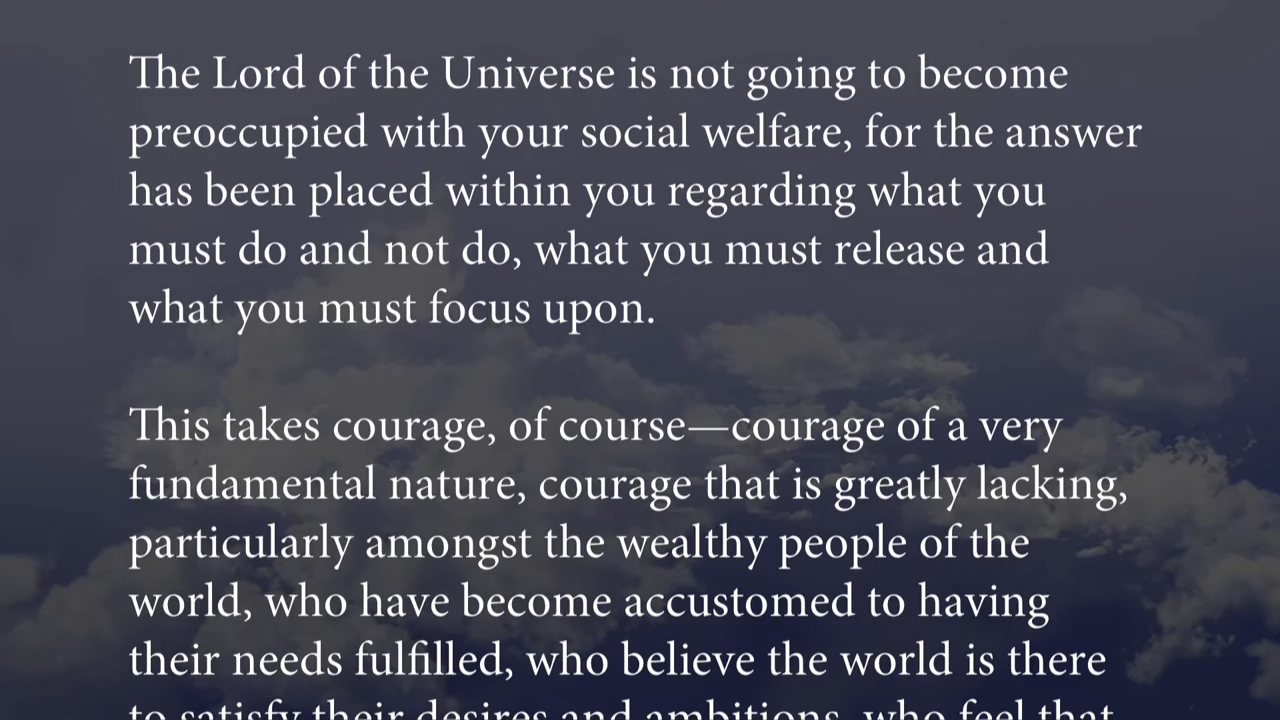 The Lord of the Universe is not going to become
preoccupied with your social welfare, for the answer
has been placed within you regarding what you
must do and not do, what you must release and
what you must focus upon.
This takes courage, of course—courage of a very
fundamental nature, courage that is greatly lacking,
particularly amongst the wealthy people of the
world, who have become accustomed to having
their needs fulfilled, who believe the world is there
to satisfy their desires and ambitions, who feel that